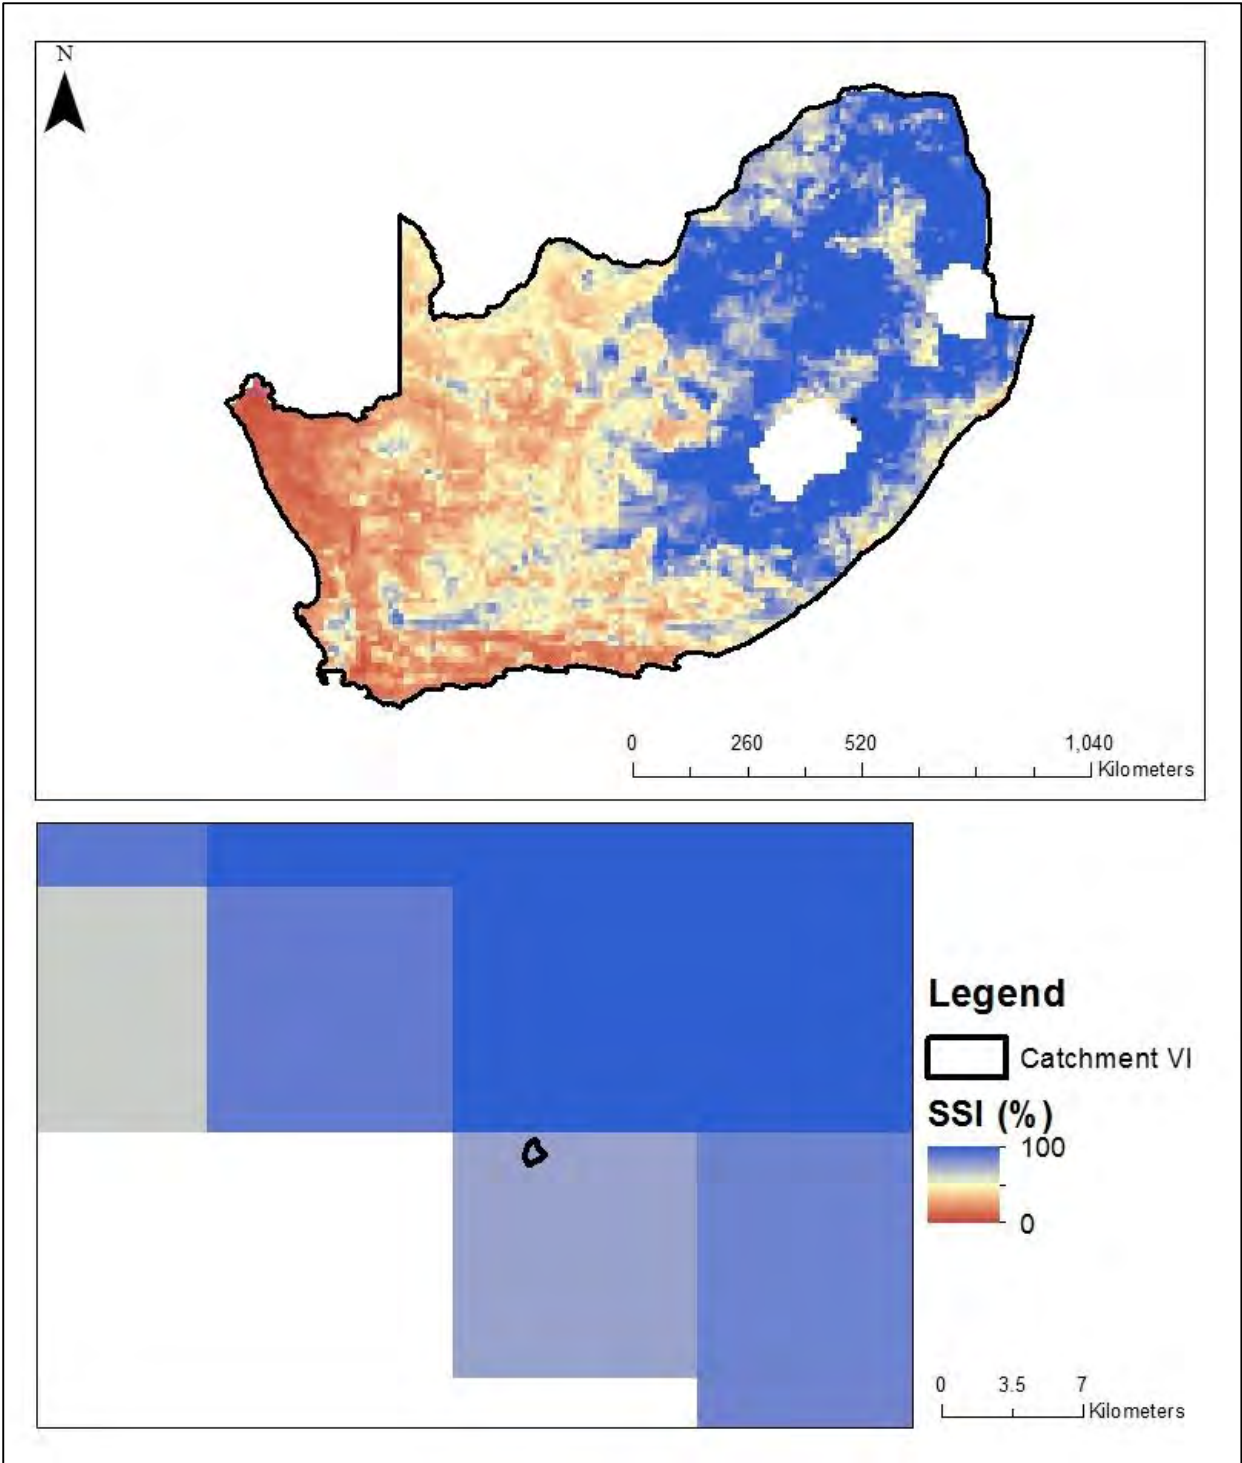 N
0 260 520 1,040
Kilometers
Legend
Catchment VI
SSI (%)
100
0
0 3.5 7
Kilometers